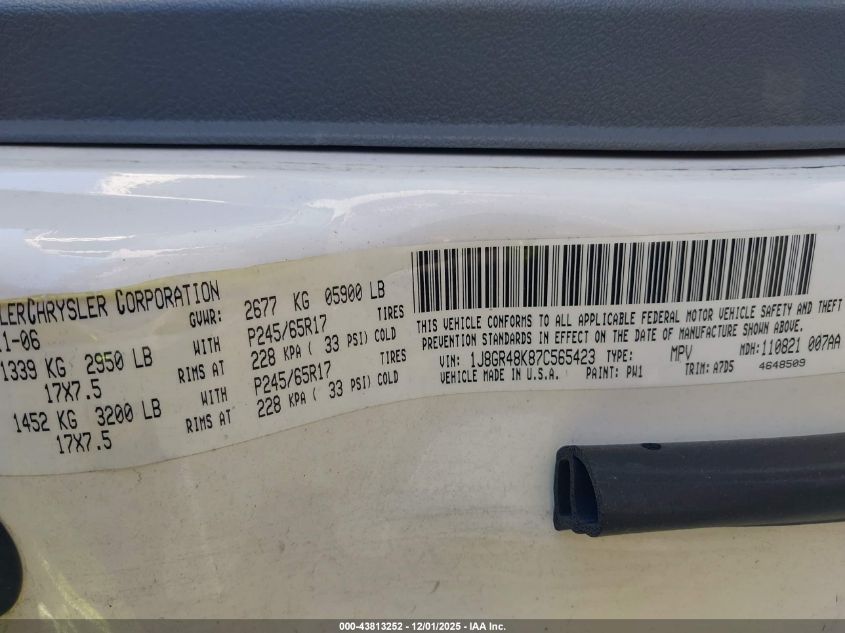 LERCHRYSLER CORPORATION GVWR: 2677 KG 05900 LB
1-06
1339 KG 2950 LB WITH P245/65R17 TIRES
17X7.5 RIMS AT 228 KPA ( 33 PSI) COLD
1452 KG 3200 LB WITH P245/65R17 TIRES
17X7.5 RIMS AT 228 KPA ( 33 PSI) COLD
THIS VEHICLE CONFORMS TO ALL APPLICABLE FEDERAL MOTOR VEHICLE SAFETY AND THEFT
PREVENTION STANDARDS IN EFFECT ON THE DATE OF MANUFACTURE SHOWN ABOVE.
VIN: 1J8GR48K87C565423 TYPE: MPV MDH: 110821 007AA
VEHICLE MADE IN U.S.A. PAINT: PW1 TRIM: A7D5 4648509
000-43813252 - 12/01/2025 - IAA Inc.